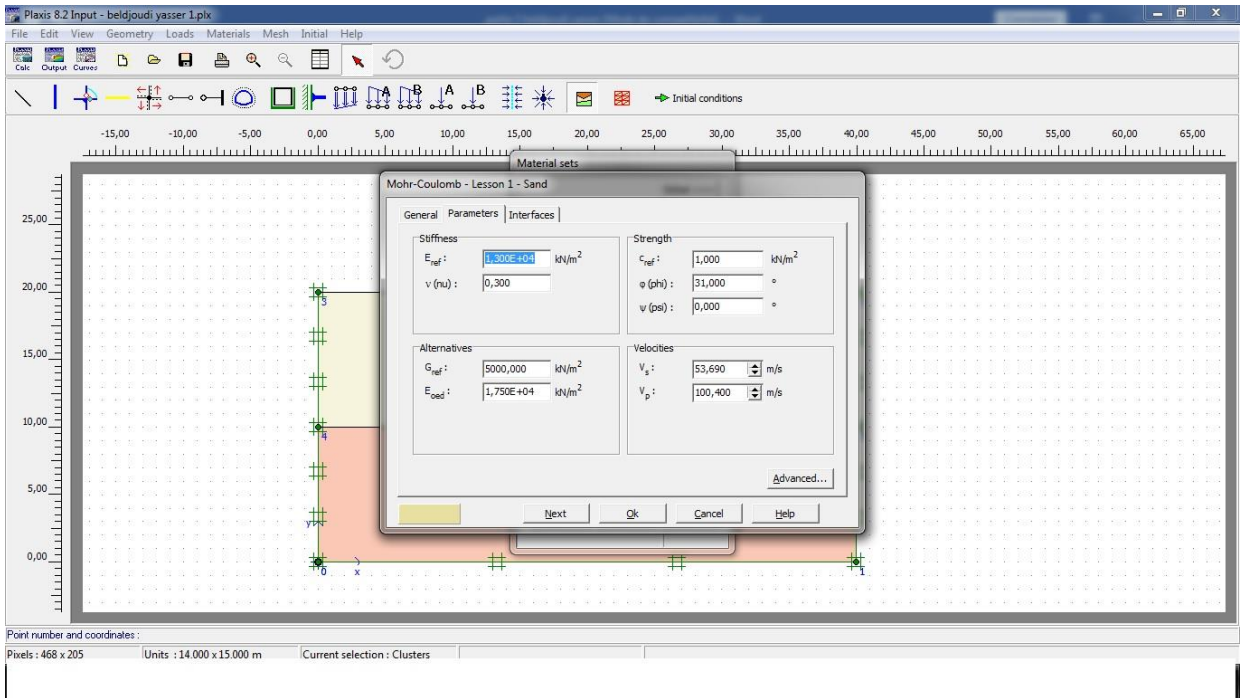 Plaxis 8.2 Input - beldjoudi yasser 1.plx
File Edit View Geometry Loads Materials Mesh Initial Help
Calc Output Curves
A B A B Initial conditions
-15,00 -10,00 -5,00 0,00 5,00 10,00 15,00 20,00 25,00 30,00 35,00 40,00 45,00 50,00 55,00 60,00 65,00
Material sets
Mohr-Coulomb - Lesson 1 - Sand
General Parameters Interfaces
Stiffness
E_ref : 1,300E+04 kN/m²
ν (nu) : 0,300
Strength
c_ref : 1,000 kN/m²
φ (phi) : 31,000 °
ψ (psi) : 0,000 °
Alternatives
G_ref : 5000,000 kN/m²
E_oed : 1,750E+04 kN/m²
Velocities
V_s : 53,690 m/s
V_p : 100,400 m/s
Advanced...
Next Ok Cancel Help
25,00
20,00
15,00
10,00
5,00
0,00
3
4
y
0 x 1
Point number and coordinates :
Pixels : 468 x 205 Units : 14.000 x 15.000 m Current selection : Clusters